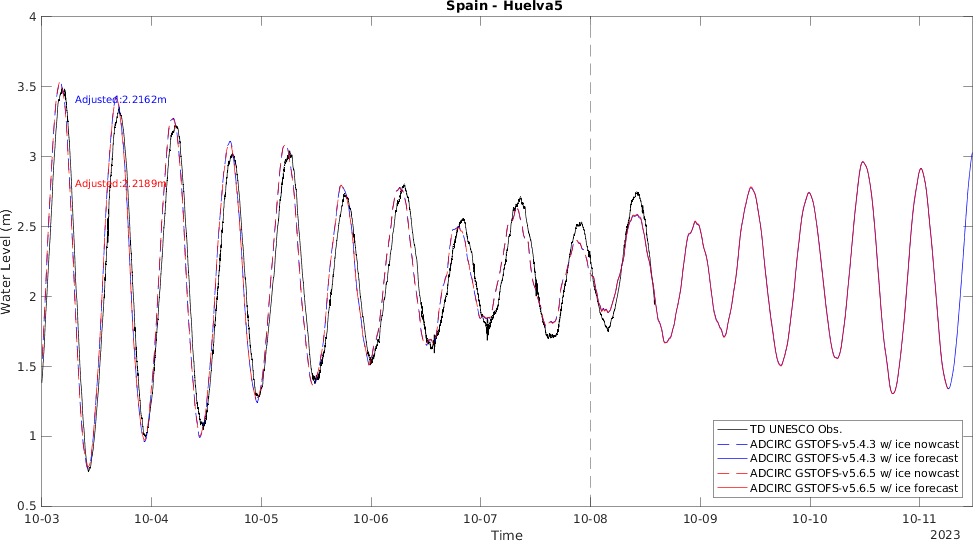 Spain - Huelva5
4
3.5
3
2.5
2
1.5
1
0.5
Water Level (m)
Adjusted:2.2162m
Adjusted:2.2189m
TD UNESCO Obs.
ADCIRC GSTOFS-v5.4.3 w/ ice nowcast
ADCIRC GSTOFS-v5.4.3 w/ ice forecast
ADCIRC GSTOFS-v5.6.5 w/ ice nowcast
ADCIRC GSTOFS-v5.6.5 w/ ice forecast
10-03 10-04 10-05 10-06 10-07 10-08 10-09 10-10 10-11
Time
2023